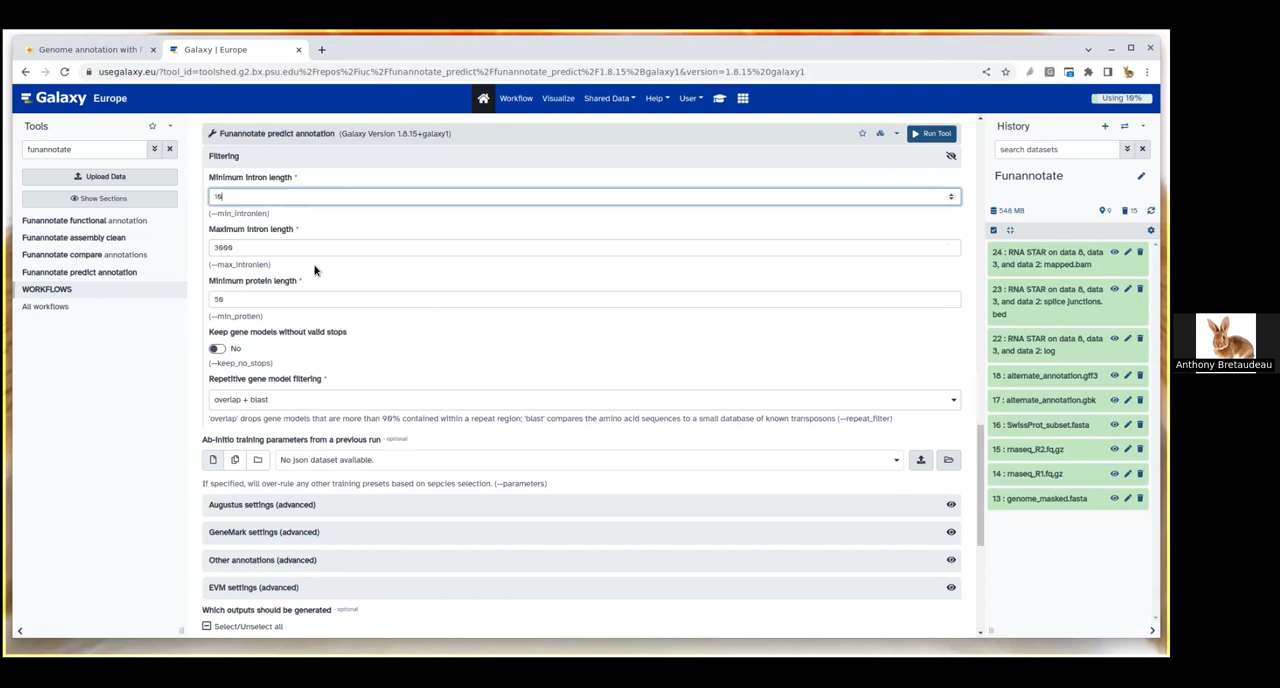 Genome annotation with F
Galaxy | Europe
usegalaxy.eu/?tool_id=toolshed.g2.bx.psu.edu%2Frepos%2Fiuc%2Ffunannotate_predict%2Ffunannotate_predict%2F1.8.15%2Bgalaxy1&version=1.8.15%20galaxy1
Galaxy Europe
Workflow Visualize Shared Data Help User
Using 10%
Tools
funannotate
Upload Data
Show Sections
Funannotate functional annotation
Funannotate assembly clean
Funannotate compare annotations
Funannotate predict annotation
WORKFLOWS
All workflows
Funannotate predict annotation (Galaxy Version 1.8.15+galaxy1)
Run Tool
Filtering
Minimum intron length *
10
(--min_intronlen)
Maximum intron length *
3000
(--max_intronlen)
Minimum protein length *
50
(--min_protlen)
Keep gene models without valid stops
No
(--keep_no_stops)
Repetitive gene model filtering *
overlap + blast
'overlap' drops gene models that are more than 90% contained within a repeat region; 'blast' compares the amino acid sequences to a small database of known transposons (--repeat_filter)
Ab-initio training parameters from a previous run - optional
No json dataset available.
If specified, will over-rule any other training presets based on sepcies selection. (--parameters)
Augustus settings (advanced)
GeneMark settings (advanced)
Other annotations (advanced)
EVM settings (advanced)
Which outputs should be generated - optional
Select/Unselect all
History
search datasets
Funannotate
548 MB
9
15
24 : RNA STAR on data 8, data
3, and data 2: mapped.bam
23 : RNA STAR on data 8, data
3, and data 2: splice junctions.
bed
22 : RNA STAR on data 8, data
3, and data 2: log
18 : alternate_annotation.gff3
17 : alternate_annotation.gbk
16 : SwissProt_subset.fasta
15 : rnaseq_R2.fq.gz
14 : rnaseq_R1.fq.gz
13 : genome_masked.fasta
Anthony Bretaudeau